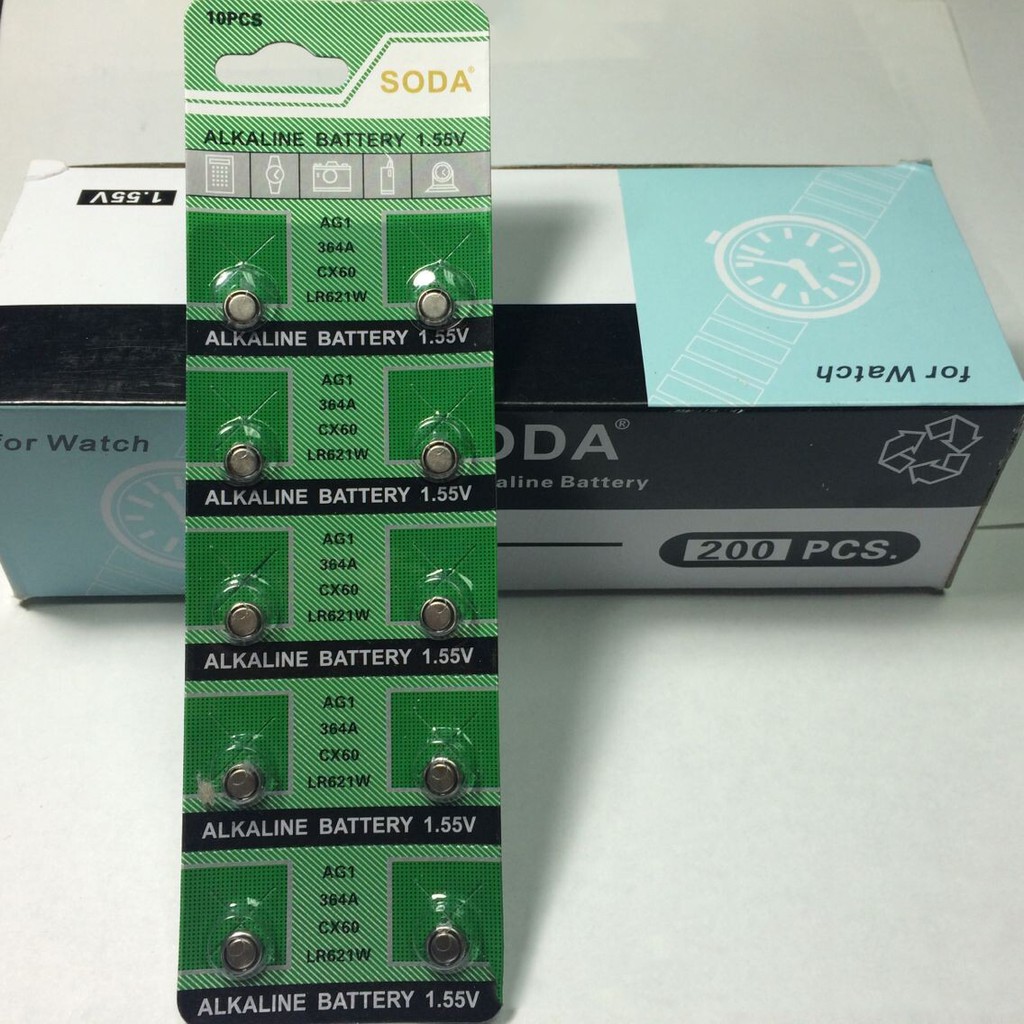 10PCS
SODA®
ALKALINE BATTERY 1.55V
AG1
364A
CX60
LR621W
ALKALINE BATTERY 1.55V
AG1
364A
CX60
LR621W
ALKALINE BATTERY 1.55V
AG1
364A
CX60
LR621W
ALKALINE BATTERY 1.55V
AG1
364A
CX60
LR621W
ALKALINE BATTERY 1.55V
AG1
364A
CX60
LR621W
ALKALINE BATTERY 1.55V
1.55V
for Watch
for Watch
ODA®
aline Battery
200 PCS.